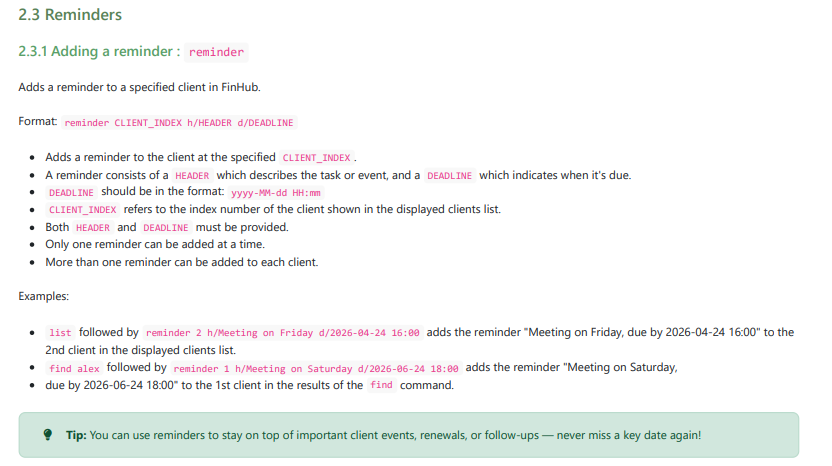 2.3 Reminders
2.3.1 Adding a reminder : reminder
Adds a reminder to a specified client in FinHub.
Format: reminder CLIENT_INDEX h/HEADER d/DEADLINE
Adds a reminder to the client at the specified CLIENT_INDEX.
A reminder consists of a HEADER which describes the task or event, and a DEADLINE which indicates when it's due.
DEADLINE should be in the format: yyyy-MM-dd HH:mm
CLIENT_INDEX refers to the index number of the client shown in the displayed clients list.
Both HEADER and DEADLINE must be provided.
Only one reminder can be added at a time.
More than one reminder can be added to each client.
Examples:
list followed by reminder 2 h/Meeting on Friday d/2026-04-24 16:00 adds the reminder "Meeting on Friday, due by 2026-04-24 16:00" to the
2nd client in the displayed clients list.
find alex followed by reminder 1 h/Meeting on Saturday d/2026-06-24 18:00 adds the reminder "Meeting on Saturday,
due by 2026-06-24 18:00" to the 1st client in the results of the find command.
Tip: You can use reminders to stay on top of important client events, renewals, or follow-ups — never miss a key date again!